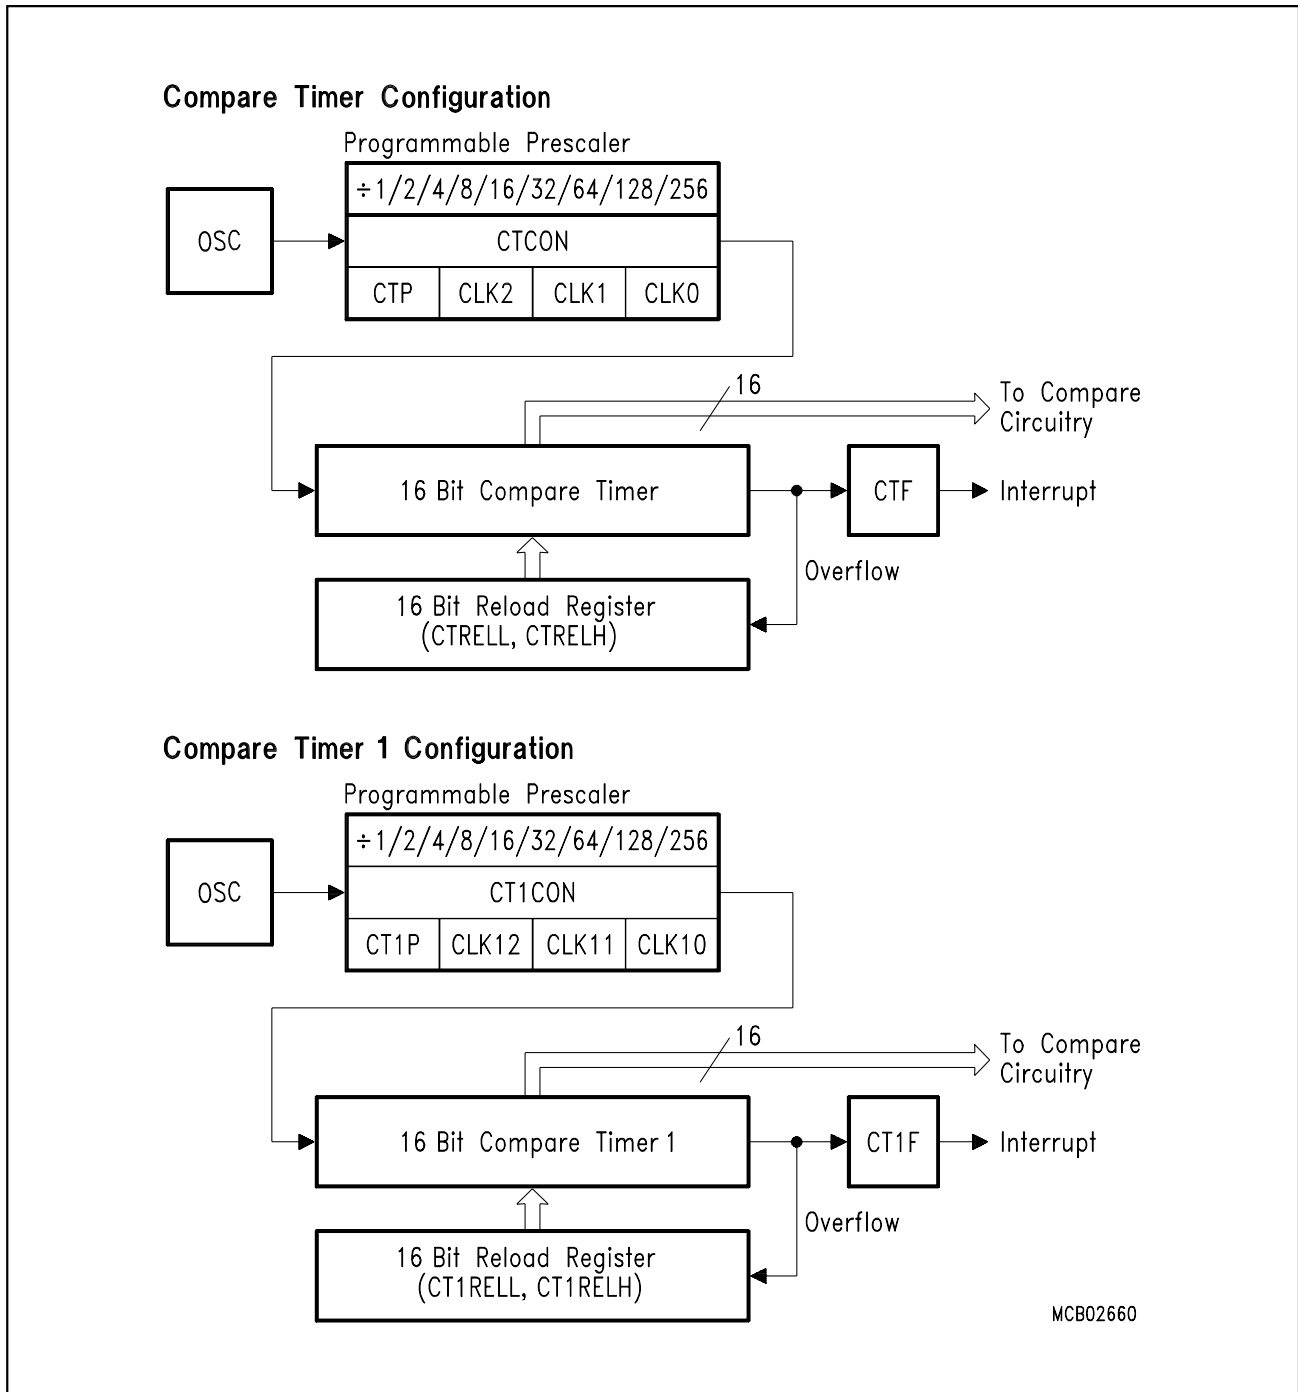 Compare Timer Configuration
Programmable Prescaler
÷1/2/4/8/16/32/64/128/256
OSC
CTCON
CTP CLK2 CLK1 CLK0
16
To Compare
Circuitry
16 Bit Compare Timer
CTF
Interrupt
Overflow
16 Bit Reload Register
(CTRELL, CTRELH)
Compare Timer 1 Configuration
Programmable Prescaler
÷1/2/4/8/16/32/64/128/256
OSC
CT1CON
CT1P CLK12 CLK11 CLK10
16
To Compare
Circuitry
16 Bit Compare Timer 1
CT1F
Interrupt
Overflow
16 Bit Reload Register
(CT1RELL, CT1RELH)
MCB02660